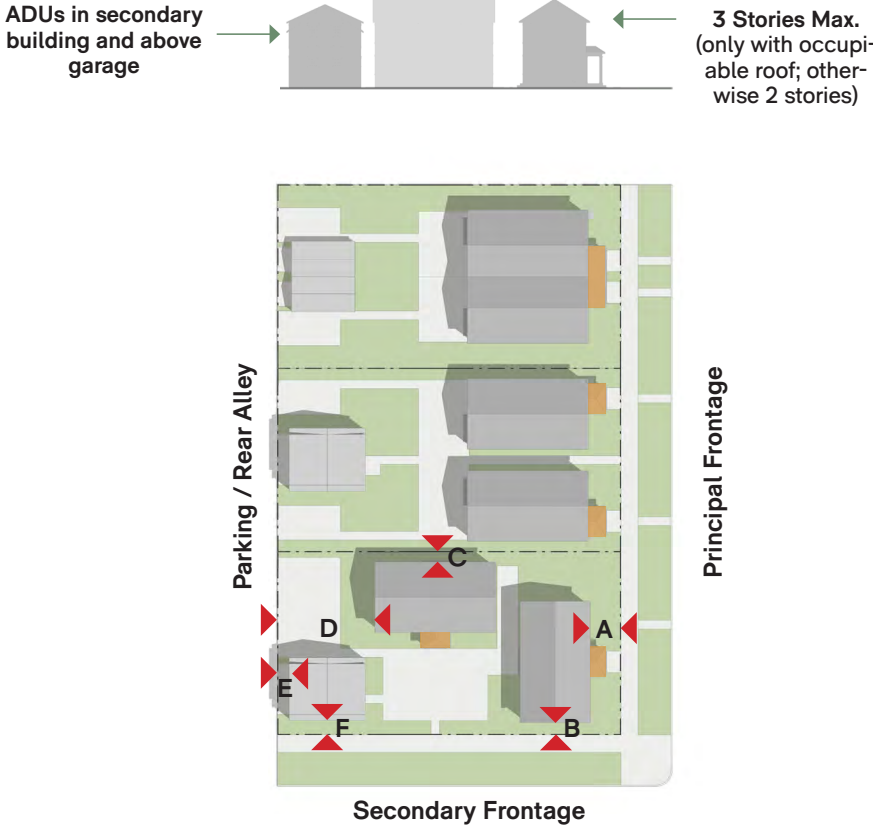 ADUs in secondary
building and above
garage
3 Stories Max.
(only with occupi-
able roof; other-
wise 2 stories)
Parking / Rear Alley
Principal Frontage
C
D
A
E
F
B
Secondary Frontage